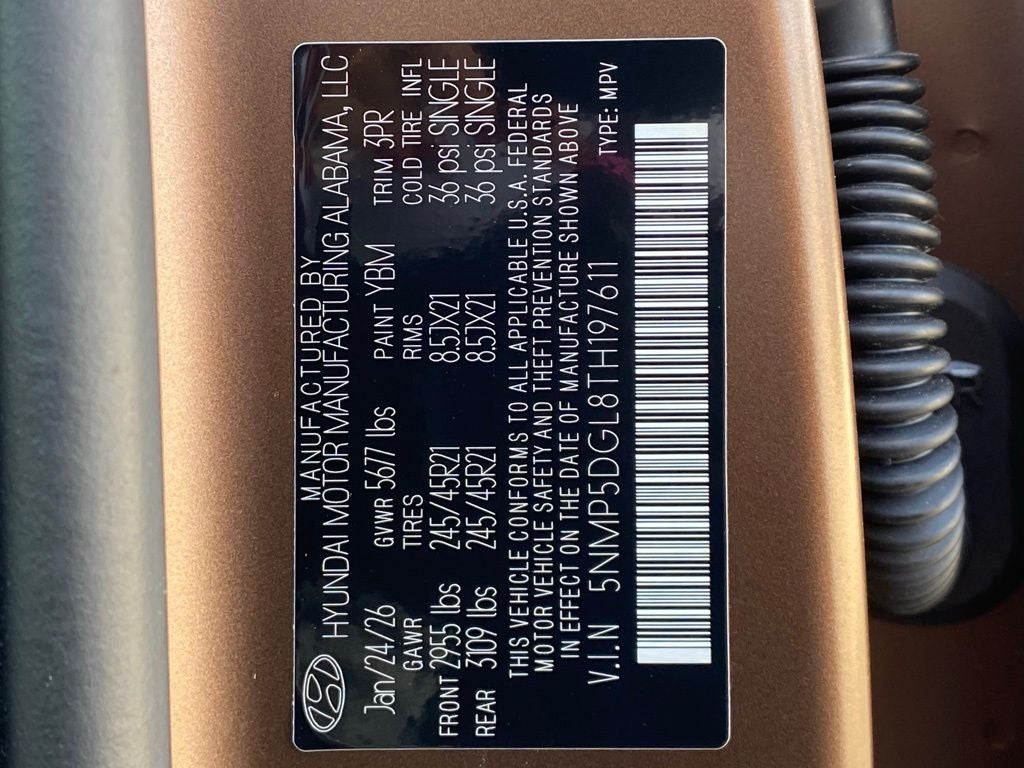 MANUFACTURED BY
HYUNDAI MOTOR MANUFACTURING ALABAMA, LLC
Jan/24/26 GVWR 5677 lbs PAINT YBM TRIM 3PR
GAWR TIRES RIMS COLD TIRE INFL
FRONT 2955 lbs 245/45R21 8.5JX21 36 psi SINGLE
REAR 3109 lbs 245/45R21 8.5JX21 36 psi SINGLE
THIS VEHICLE CONFORMS TO ALL APPLICABLE U.S.A. FEDERAL
MOTOR VEHICLE SAFETY AND THEFT PREVENTION STANDARDS
IN EFFECT ON THE DATE OF MANUFACTURE SHOWN ABOVE
V.I.N 5NMP5DGL8TH197611 TYPE: MPV